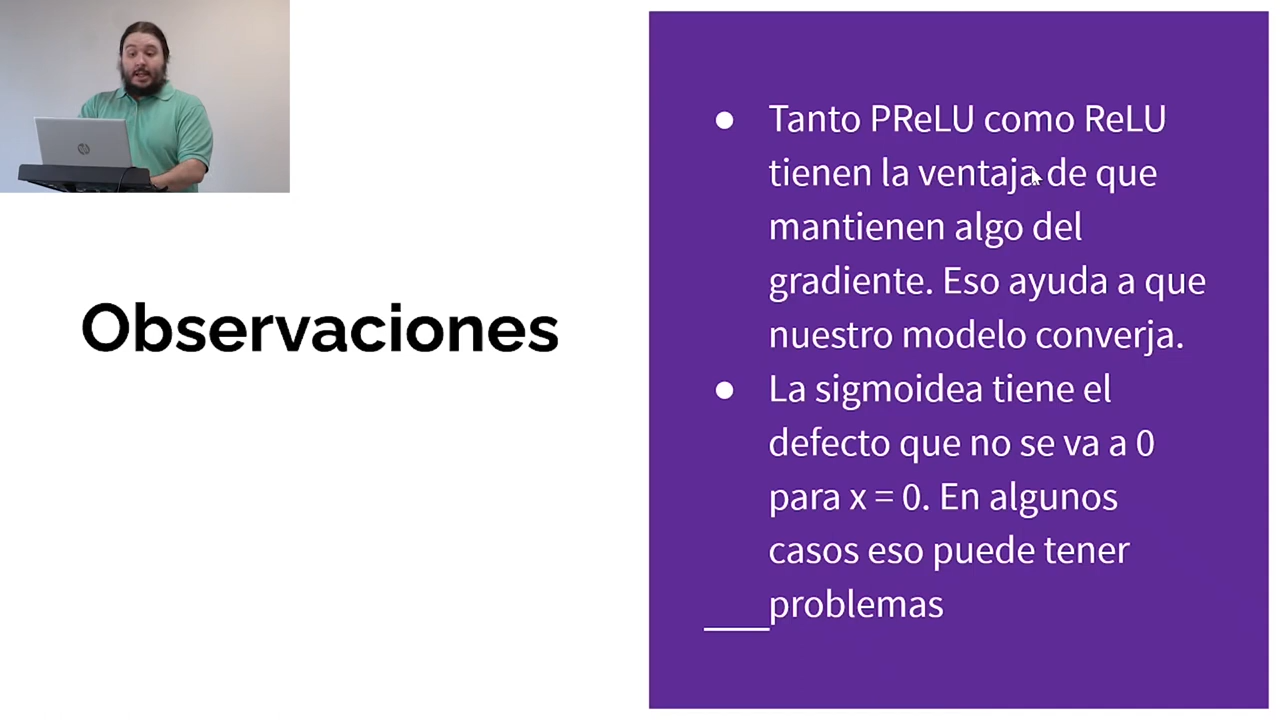 Observaciones
● Tanto PReLU como ReLU
tienen la ventaja de que
mantienen algo del
gradiente. Eso ayuda a que
nuestro modelo converja.
● La sigmoidea tiene el
defecto que no se va a 0
para x = 0. En algunos
casos eso puede tener
problemas